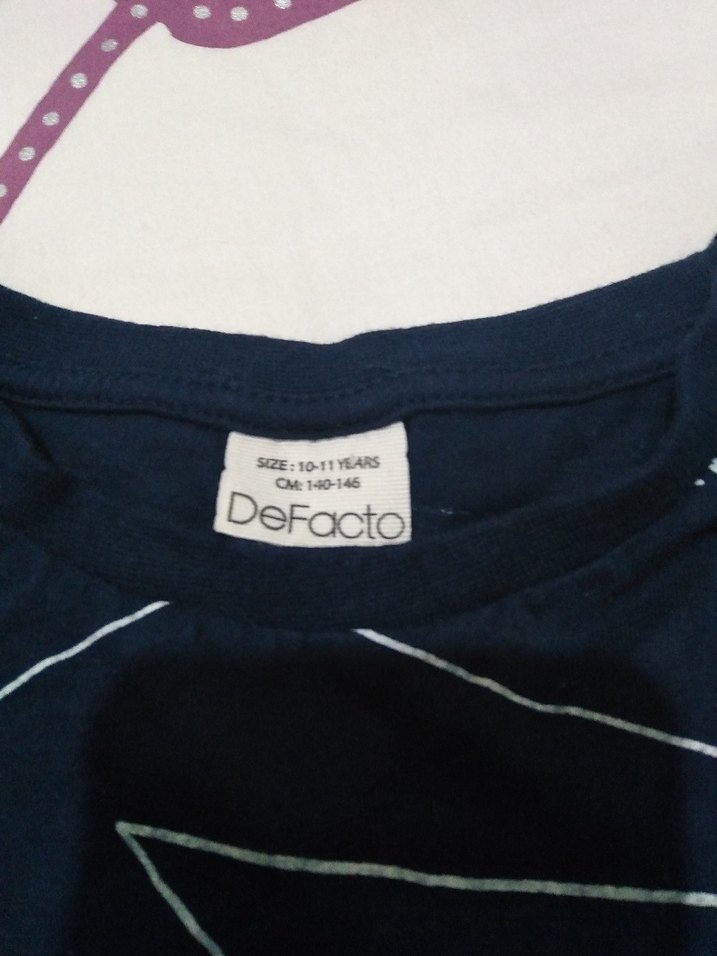 SIZE : 10-11 YEARS
CM: 140-146
DeFacto